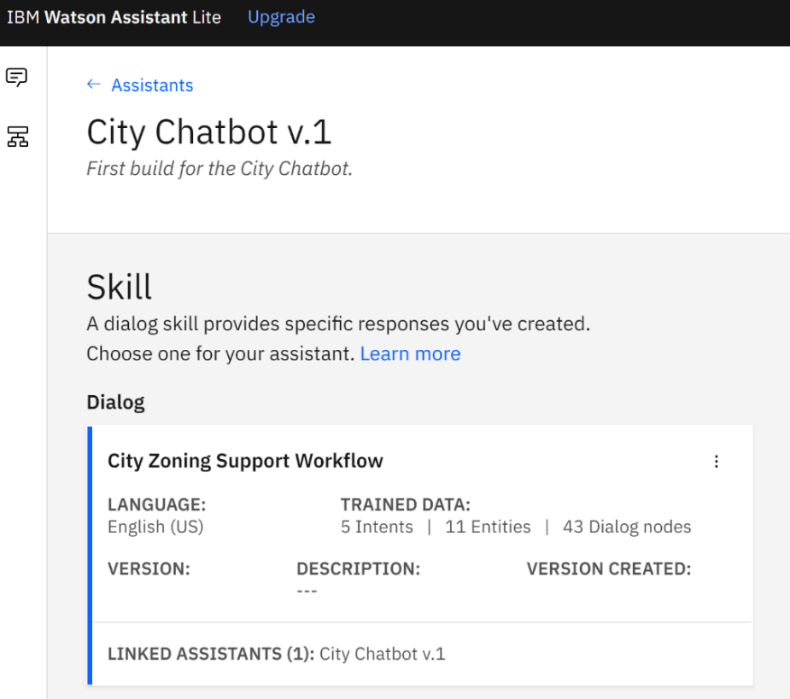 IBM Watson Assistant Lite Upgrade
← Assistants
City Chatbot v.1
First build for the City Chatbot.
Skill
A dialog skill provides specific responses you've created.
Choose one for your assistant. Learn more
Dialog
City Zoning Support Workflow
LANGUAGE: TRAINED DATA:
English (US) 5 Intents | 11 Entities | 43 Dialog nodes
VERSION: DESCRIPTION: VERSION CREATED:
---
LINKED ASSISTANTS (1): City Chatbot v.1